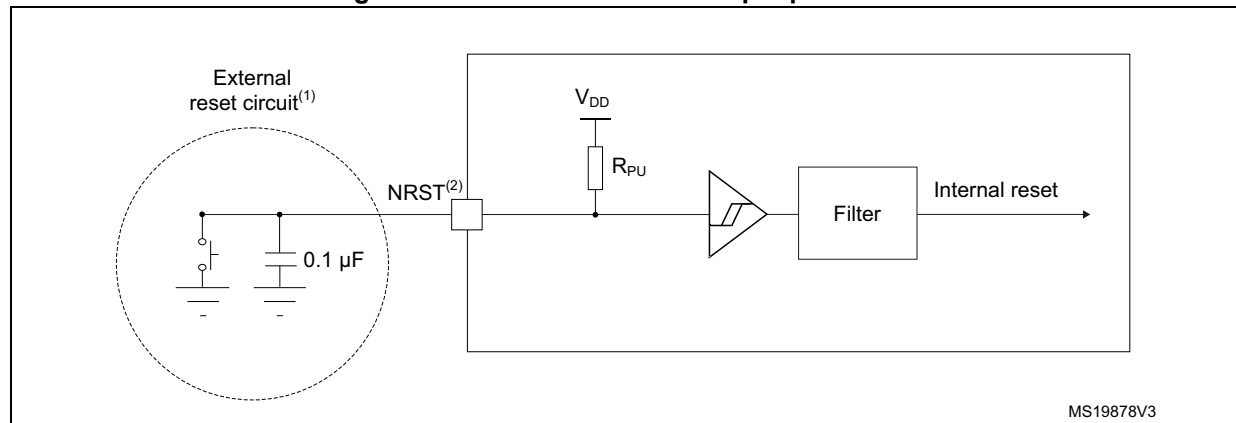 External
reset circuit(1)
VDD
RPU
NRST(2)
Filter
Internal reset
0.1 µF
MS19878V3